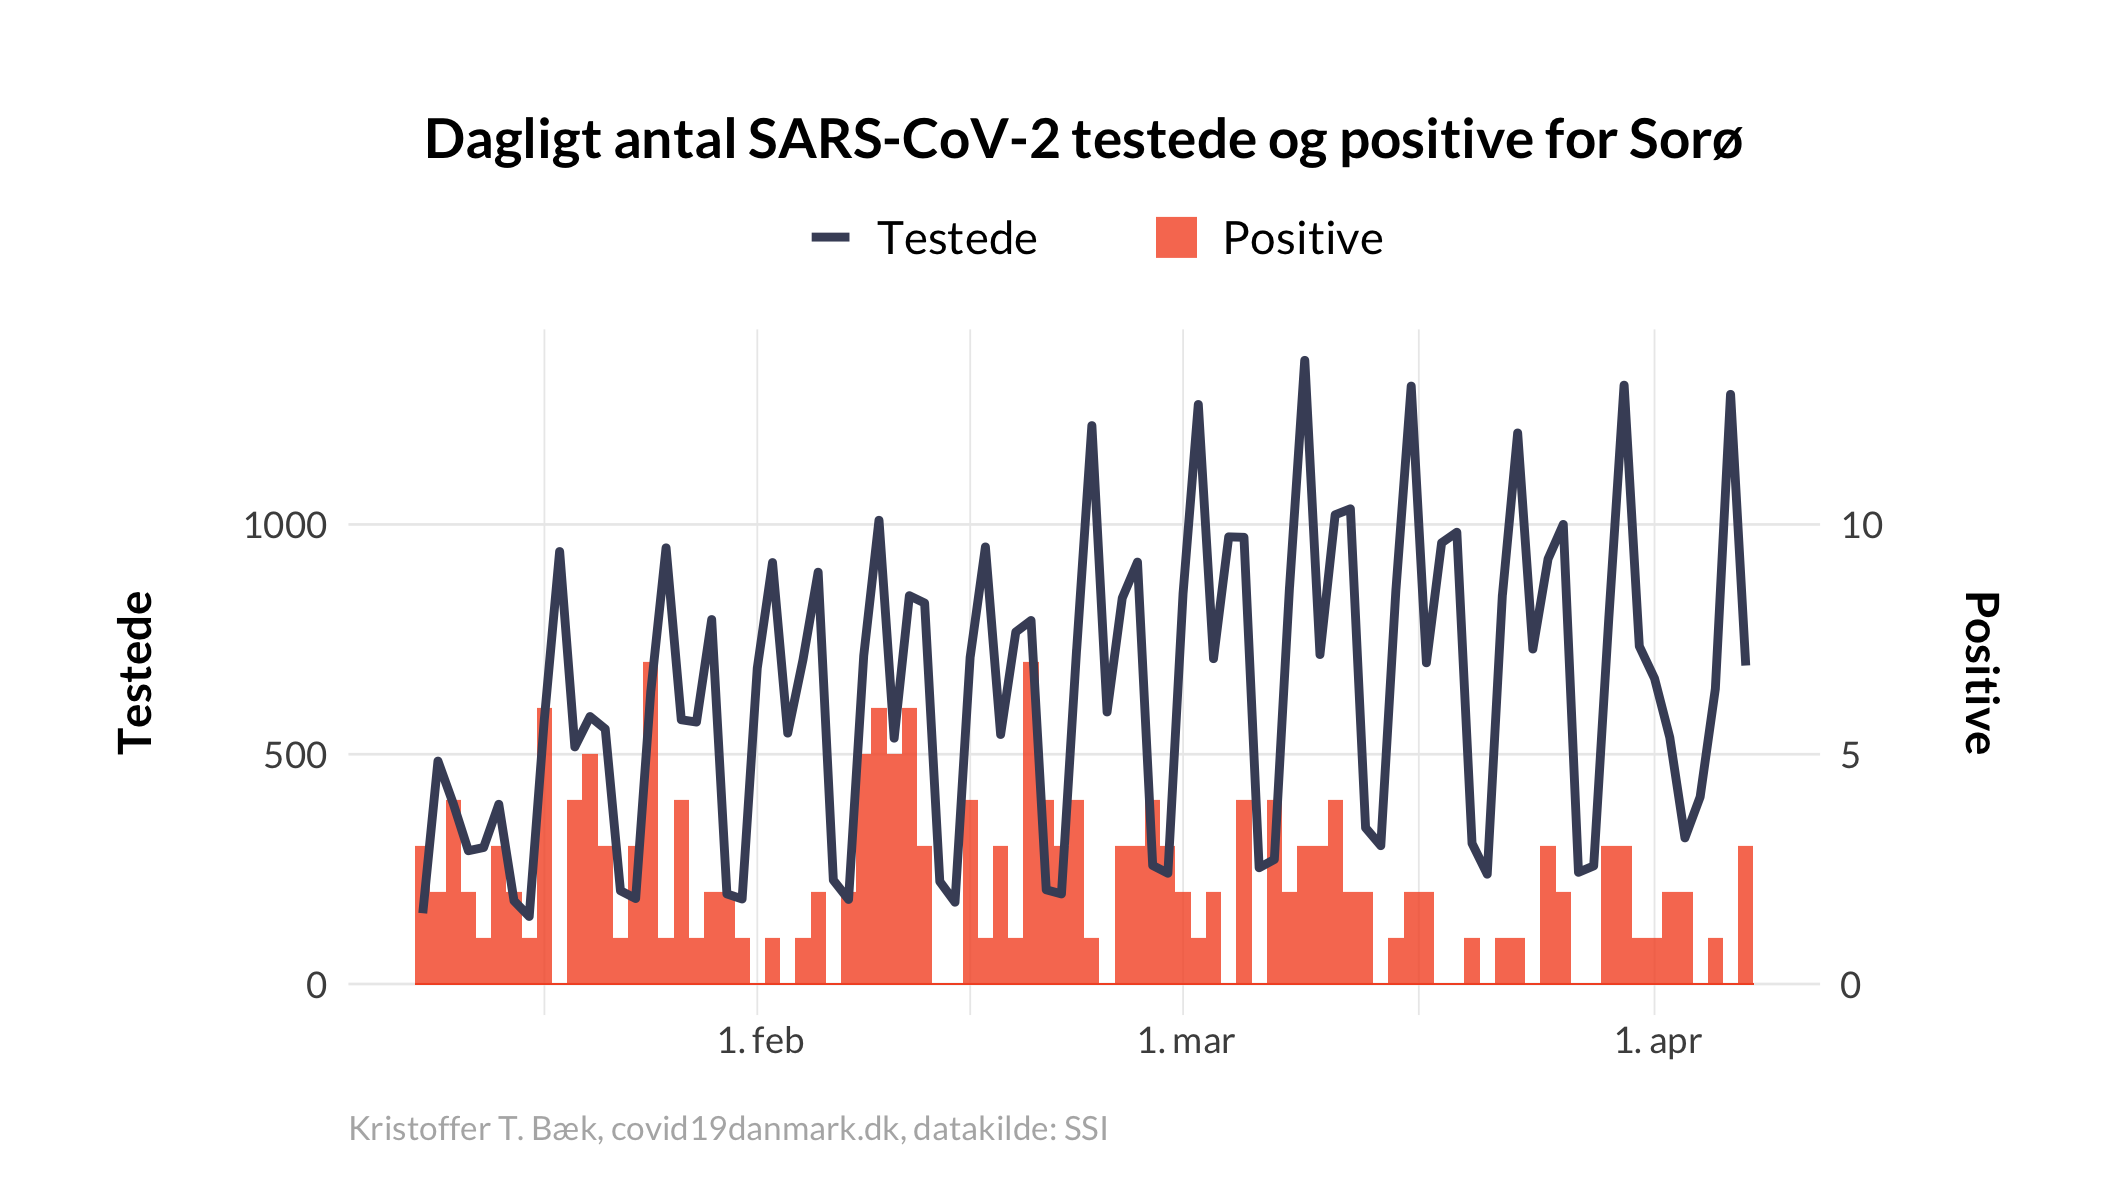 Dagligt antal SARS-CoV-2 testede og positive for Sorø
Testede
Positive
1000
500
0
Testede
10
5
0
Positive
1. feb
1. mar
1. apr
Kristoffer T. Bæk, covid19danmark.dk, datakilde: SSI